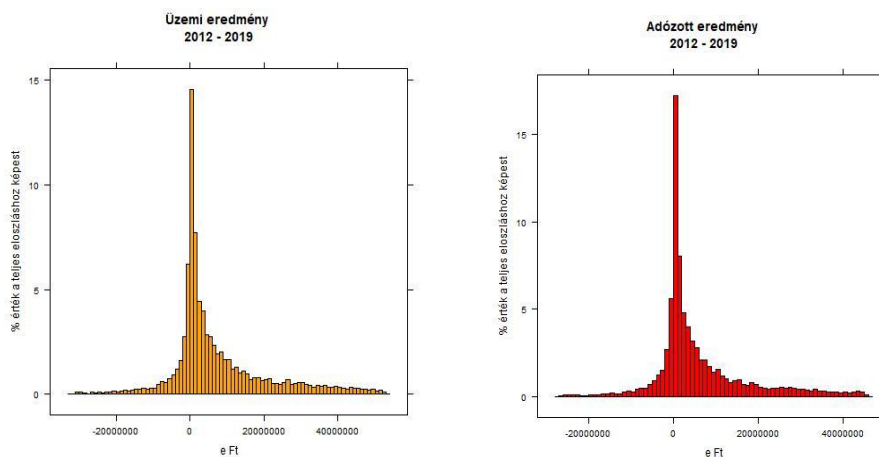 Üzemi eredmény
2012 - 2019
% érték a teljes eloszláshoz képest
15
10
5
0
-20000000 0 20000000 40000000
e Ft
Adózott eredmény
2012 - 2019
% érték a teljes eloszláshoz képest
15
10
5
0
-20000000 0 20000000 40000000
e Ft